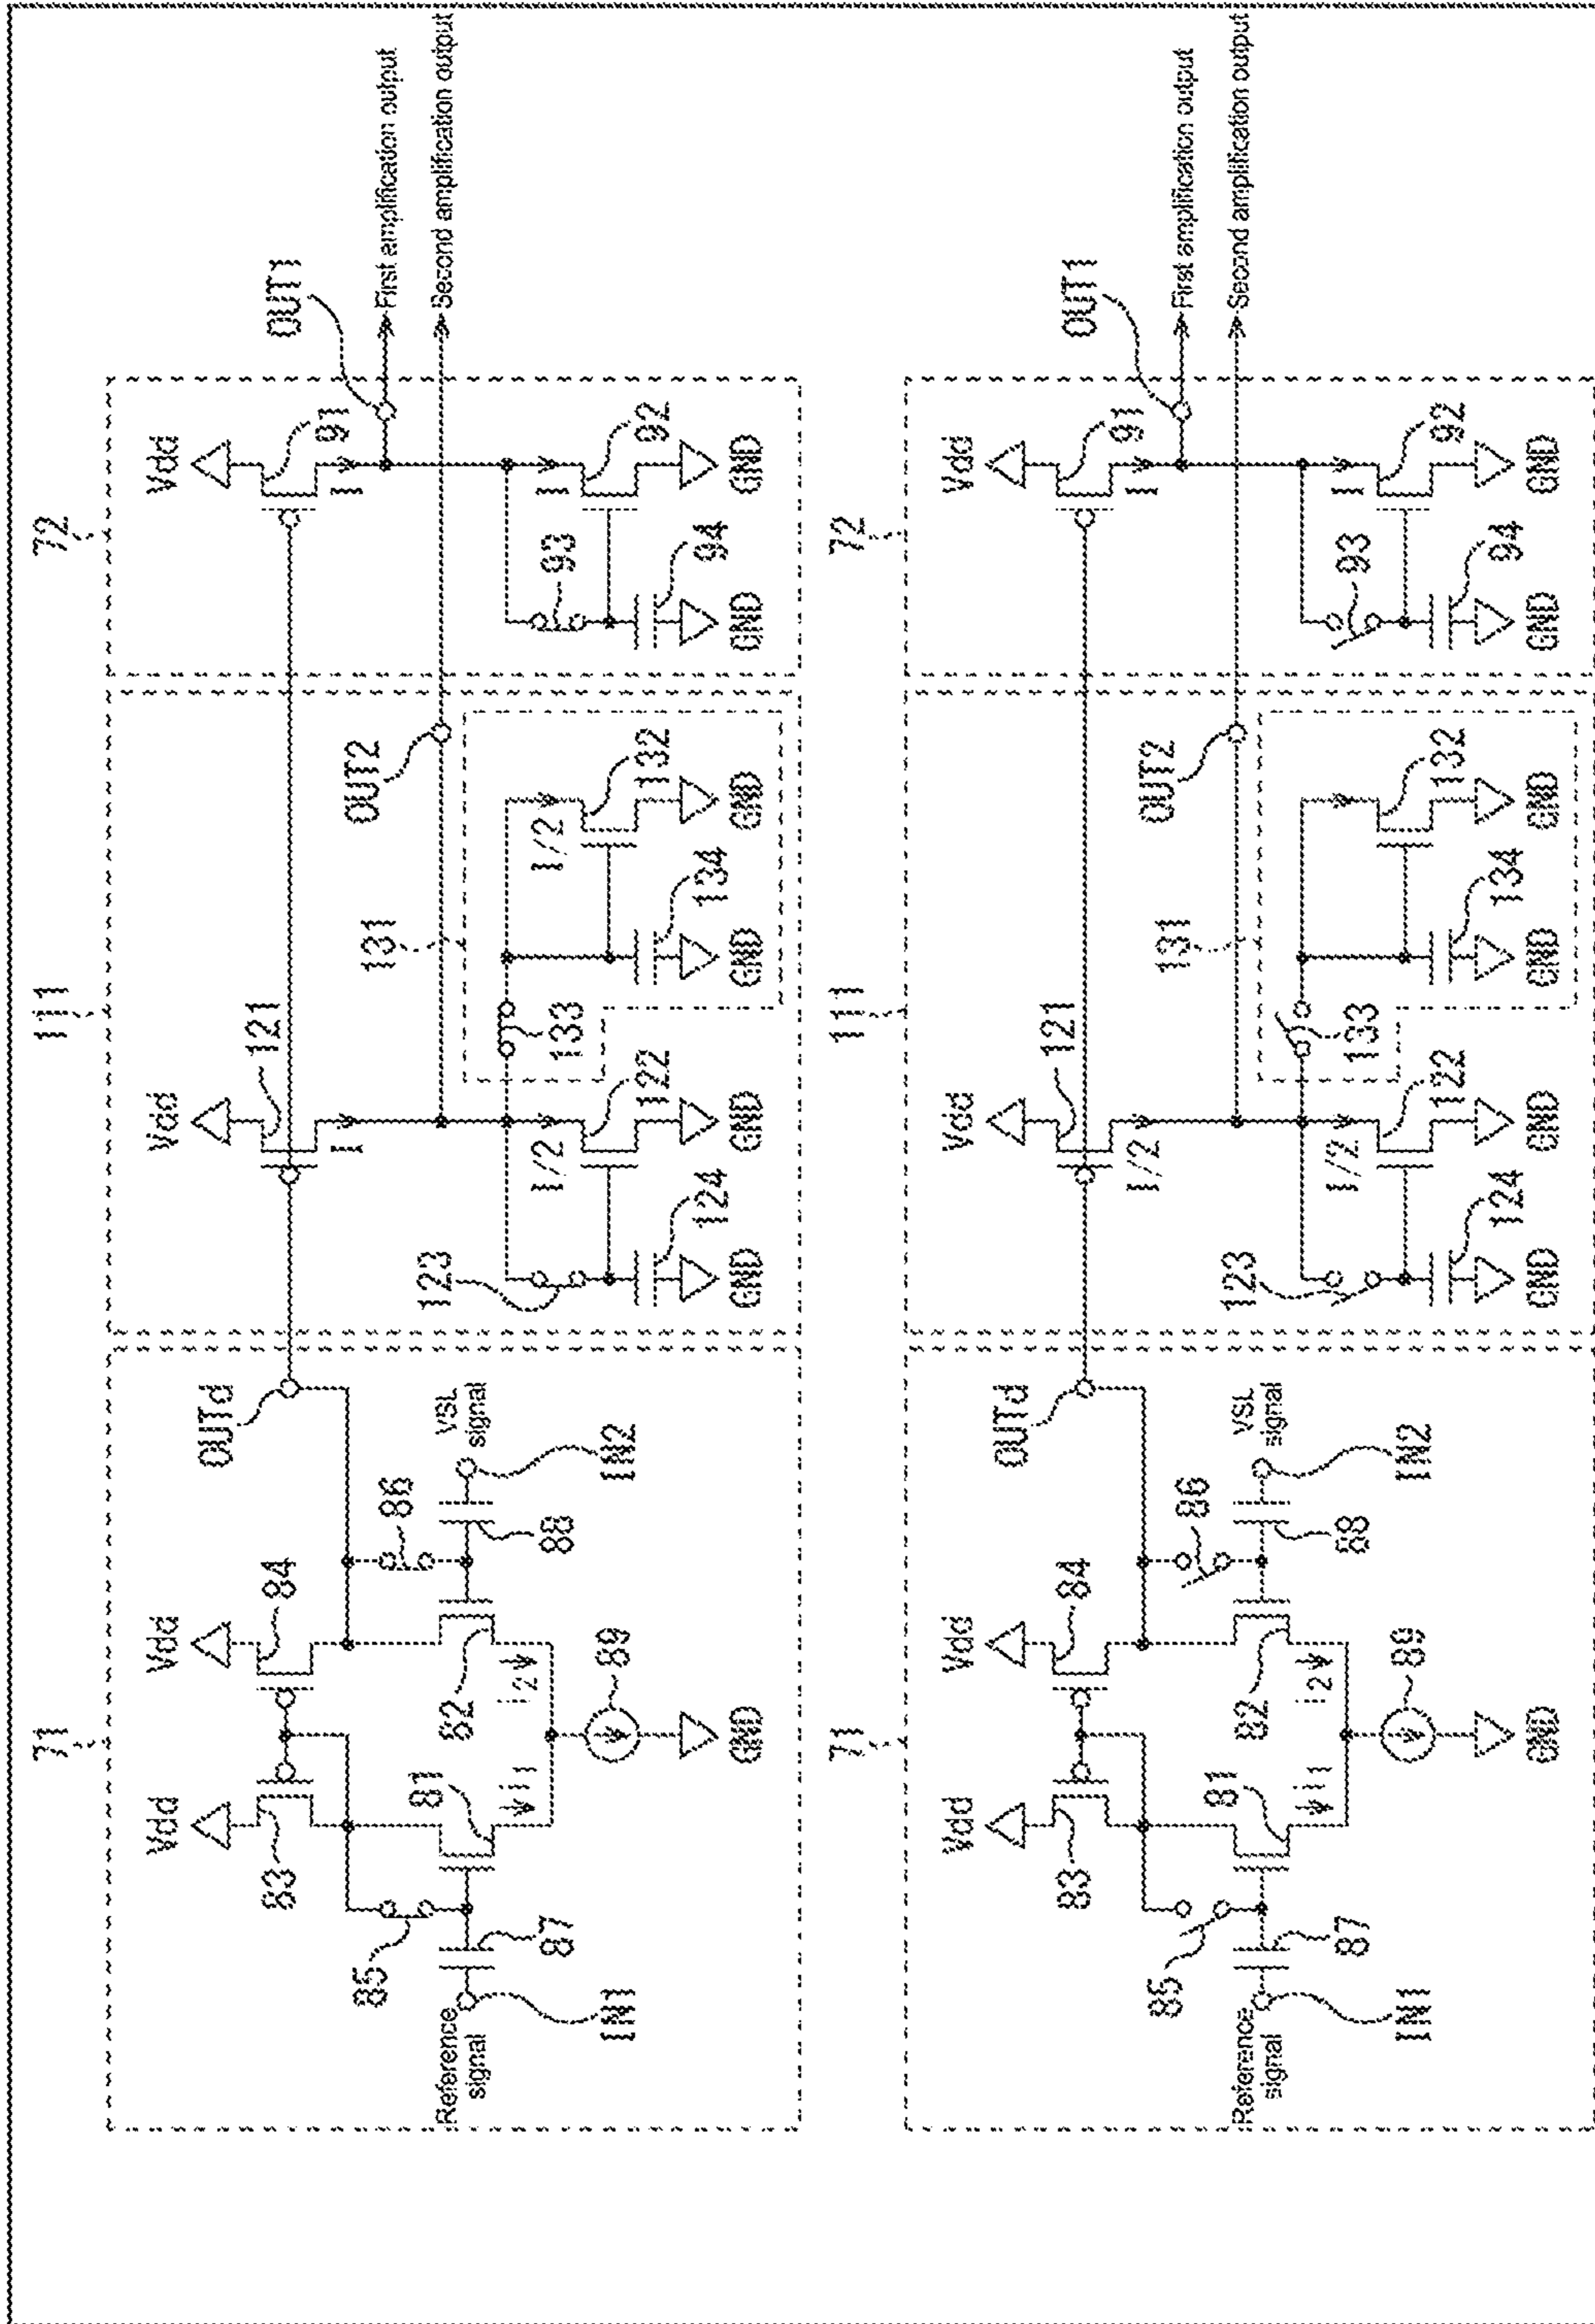 71
111
72
Vdd
Vdd
Vdd
Vdd
83
84
121
91
OUTd
OUT1
I
I
First amplification output
85
86
123
131
OUT2
Second amplification output
Reference
signal
81
82
VSL
signal
I/2
133
I/2
I
93
87
i1
i2
88
122
132
92
IN1
89
IN2
124
134
94
GND
GND
GND
GND
GND
GND
GND
71
111
72
Vdd
Vdd
Vdd
Vdd
83
84
121
91
OUTd
OUT1
I/2
I
First amplification output
85
86
123
131
OUT2
Second amplification output
Reference
signal
81
82
VSL
signal
I/2
133
I
93
87
i1
i2
88
122
132
92
IN1
89
IN2
124
134
94
GND
GND
GND
GND
GND
GND
GND